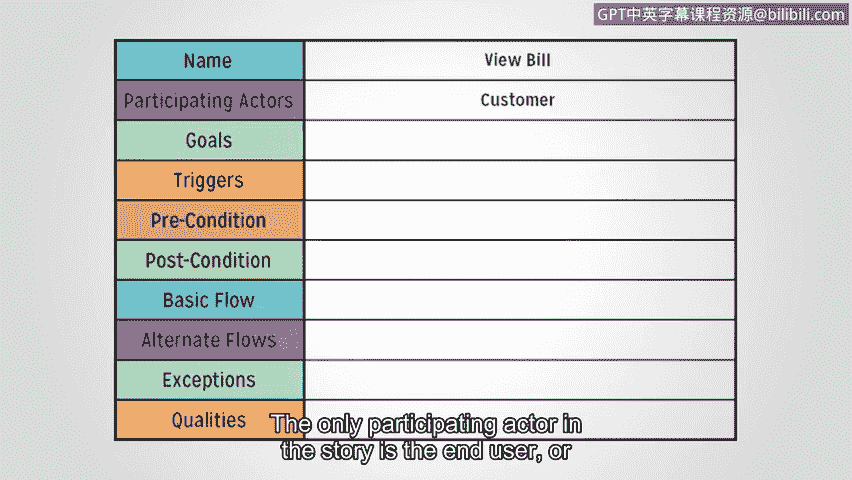 GPT中英字幕课程资源@bilibili.com
Name View Bill
Participating Actors Customer
Goals
Triggers
Pre-Condition
Post-Condition
Basic Flow
Alternate Flows
Exceptions
Qualities
The only participating actor in
the story is the end user, or